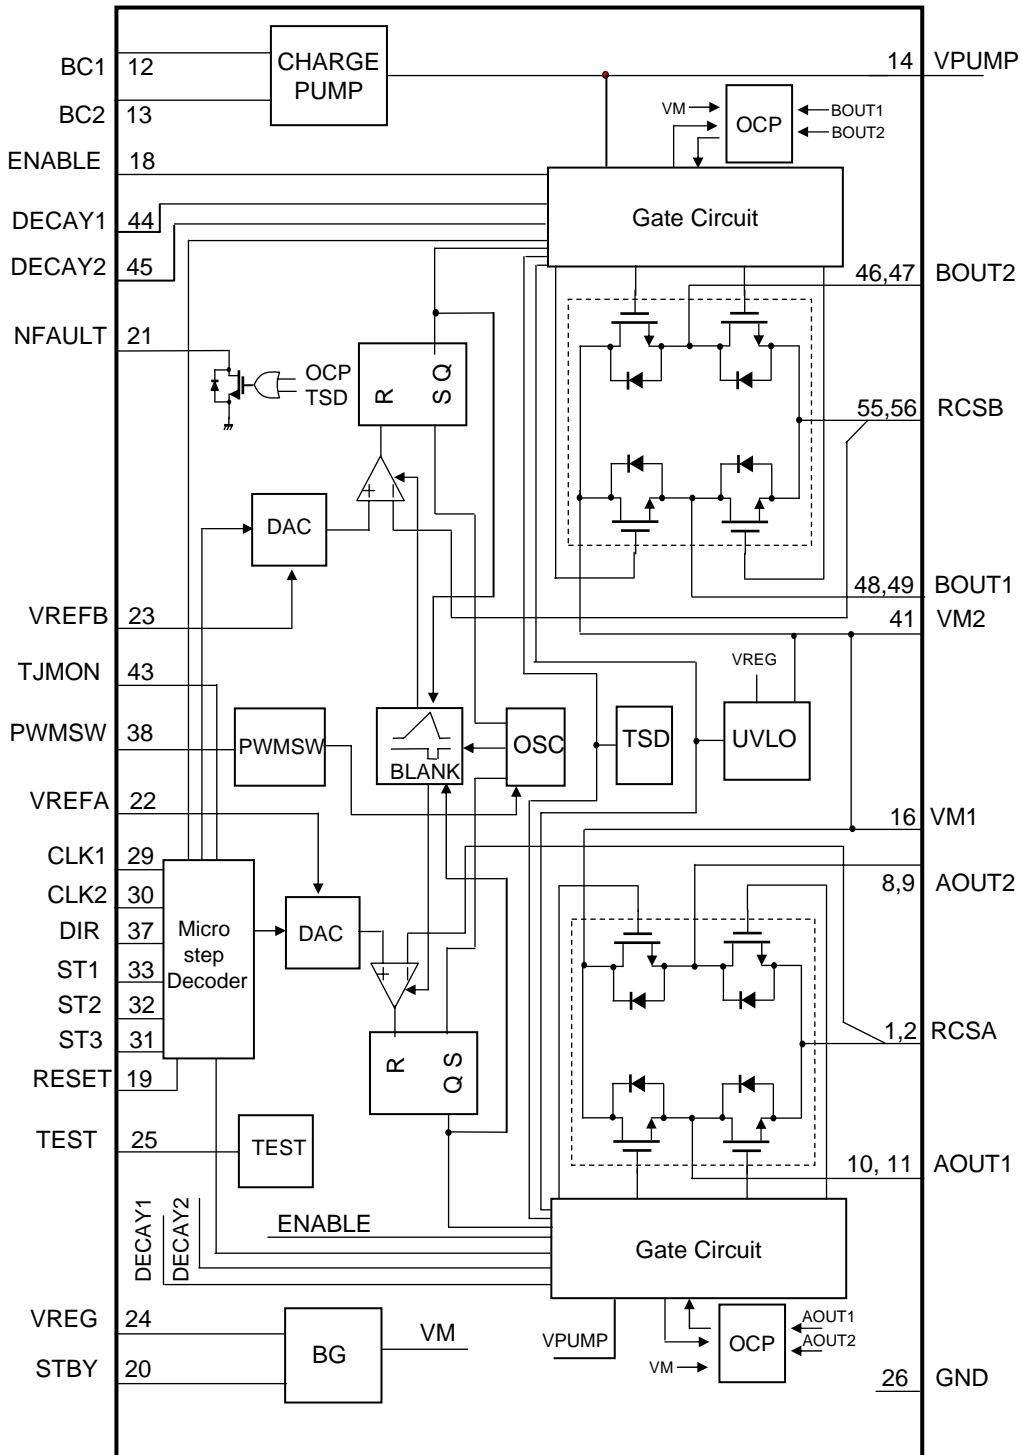 BC1 12
BC2 13
CHARGE
PUMP
14 VPUMP
VM
OCP
BOUT1
BOUT2
ENABLE 18
DECAY1 44
DECAY2 45
Gate Circuit
46,47 BOUT2
NFAULT 21
OCP
TSD
R
S Q
55,56 RCSB
+
–
DAC
48,49 BOUT1
VREFB 23
41 VM2
TJMON 43
VREG
PWMSW 38
PWMSW
BLANK
OSC
TSD
UVLO
VREFA 22
16 VM1
CLK1 29
CLK2 30
DIR 37
ST1 33
ST2 32
ST3 31
RESET 19
Micro
step
Decoder
DAC
+
–
8,9 AOUT2
R
Q S
1,2 RCSA
TEST 25
TEST
10, 11 AOUT1
DECAY1
DECAY2
ENABLE
Gate Circuit
VREG 24
STBY 20
BG
VM
VPUMP
VM
OCP
AOUT1
AOUT2
26 GND